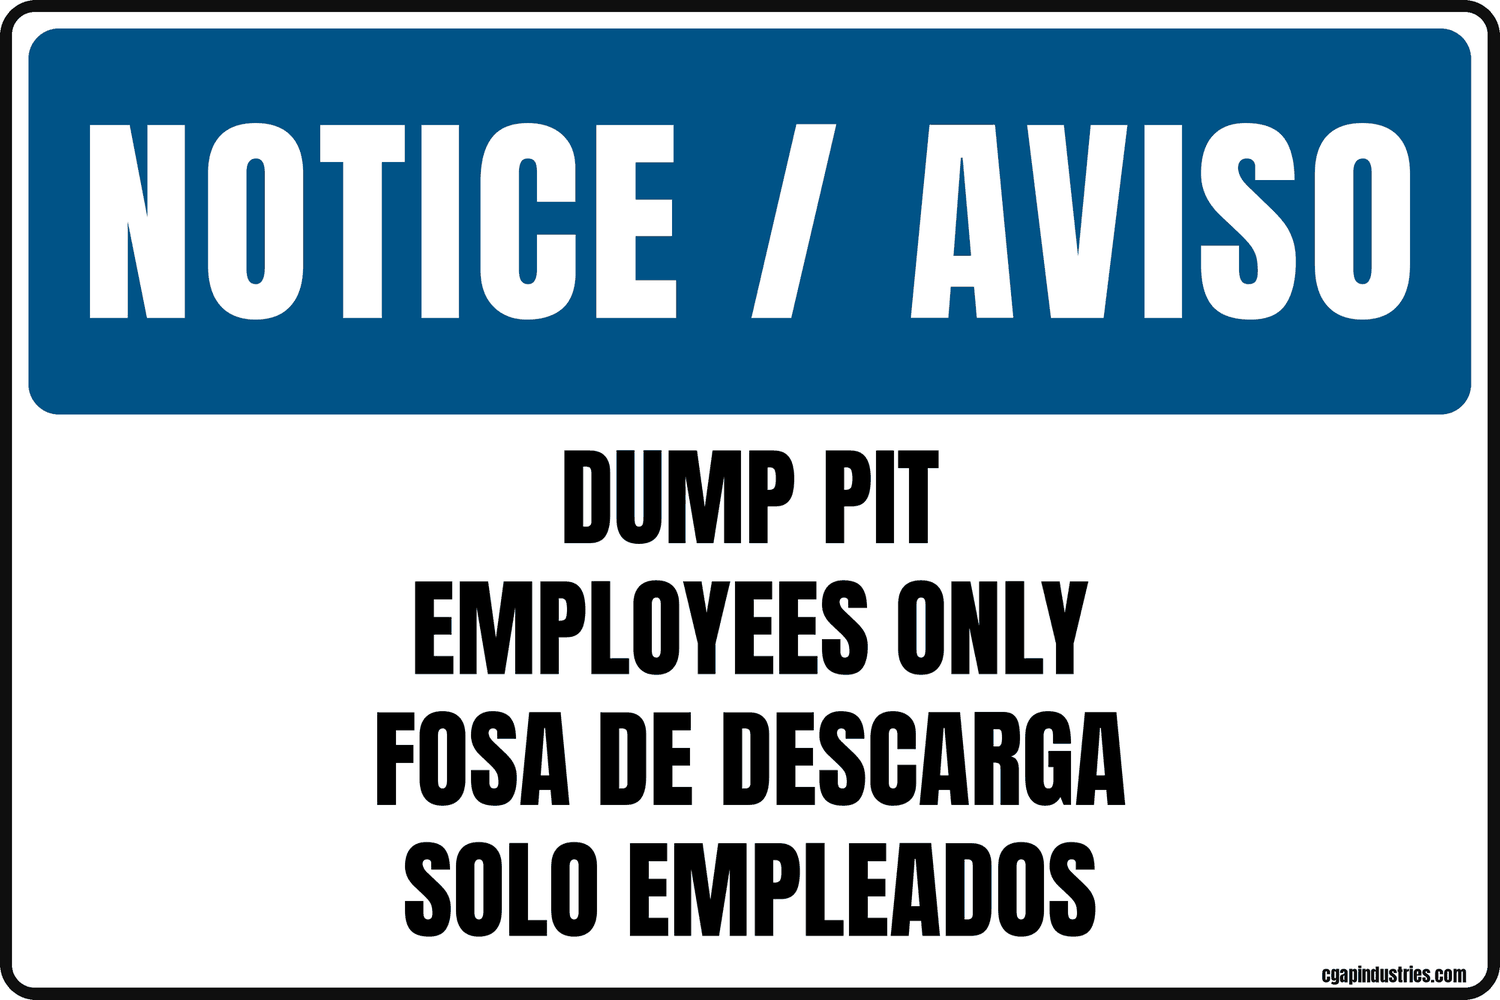 NOTICE / AVISO
DUMP PIT
EMPLOYEES ONLY
FOSA DE DESCARGA
SOLO EMPLEADOS
cgapindustries.com